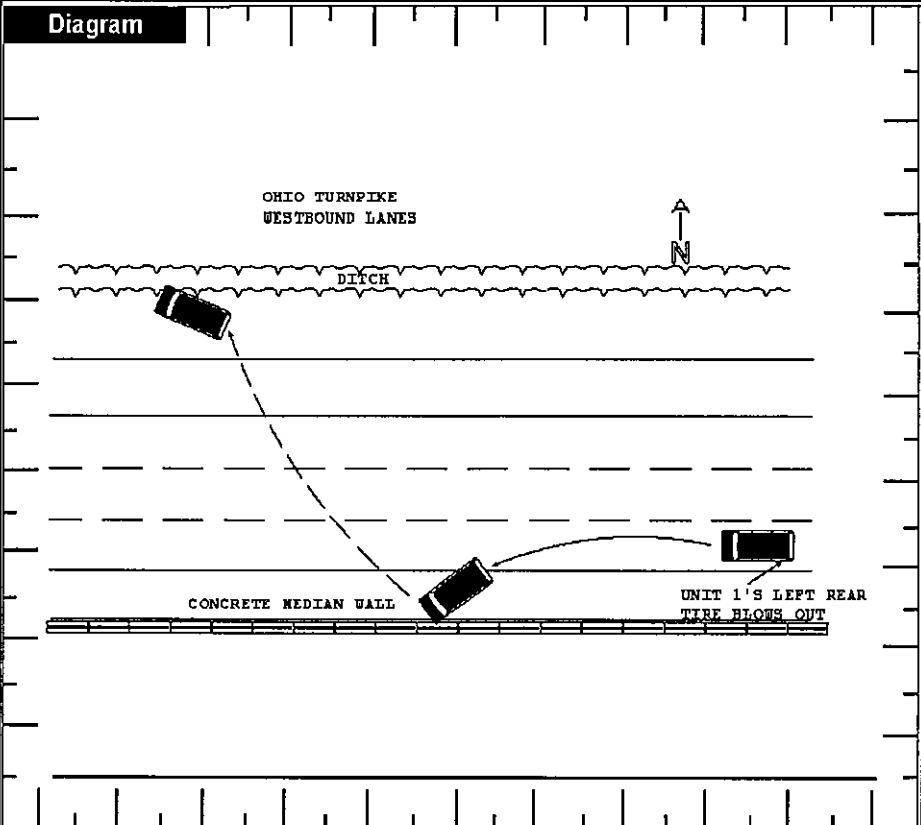 Diagram
OHIO TURNPIKE
WESTBOUND LANES
N
DITCH
CONCRETE MEDIAN WALL
UNIT 1'S LEFT REAR
TIRE BLOWS OUT